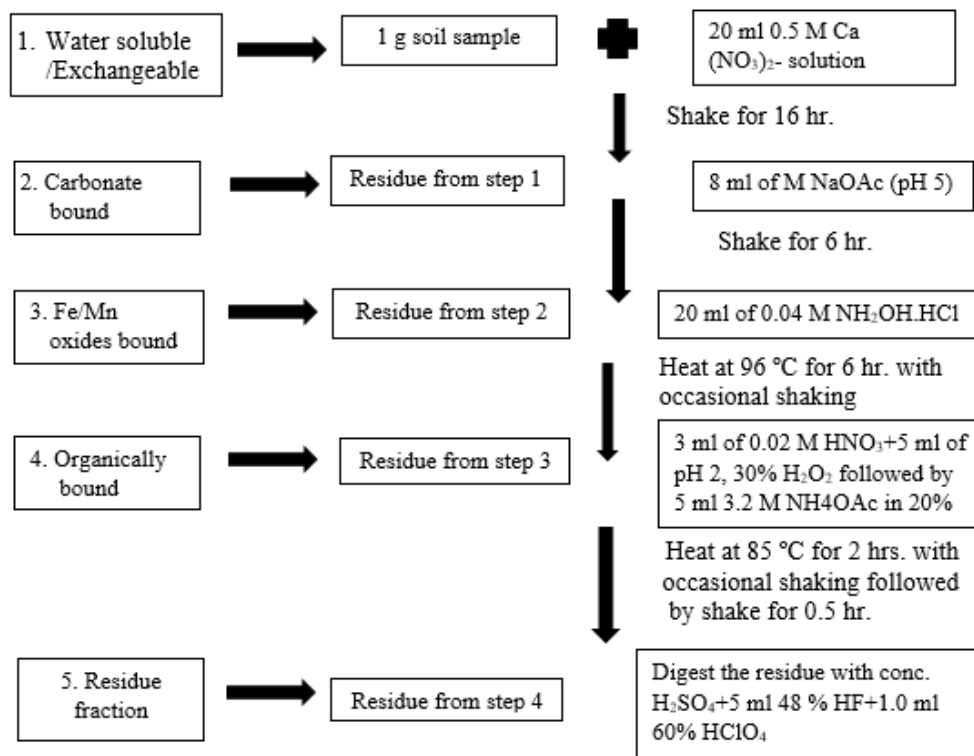 1. Water soluble
/Exchangeable
1 g soil sample
20 ml 0.5 M Ca
(NO₃)₂- solution
Shake for 16 hr.
2. Carbonate
bound
Residue from step 1
8 ml of M NaOAc (pH 5)
Shake for 6 hr.
3. Fe/Mn
oxides bound
Residue from step 2
20 ml of 0.04 M NH₂OH.HCl
Heat at 96 °C for 6 hr. with
occasional shaking
4. Organically
bound
Residue from step 3
3 ml of 0.02 M HNO₃+5 ml of
pH 2, 30% H₂O₂ followed by
5 ml 3.2 M NH4OAc in 20%
Heat at 85 °C for 2 hrs. with
occasional shaking followed
by shake for 0.5 hr.
5. Residue
fraction
Residue from step 4
Digest the residue with conc.
H₂SO₄+5 ml 48 % HF+1.0 ml
60% HClO₄